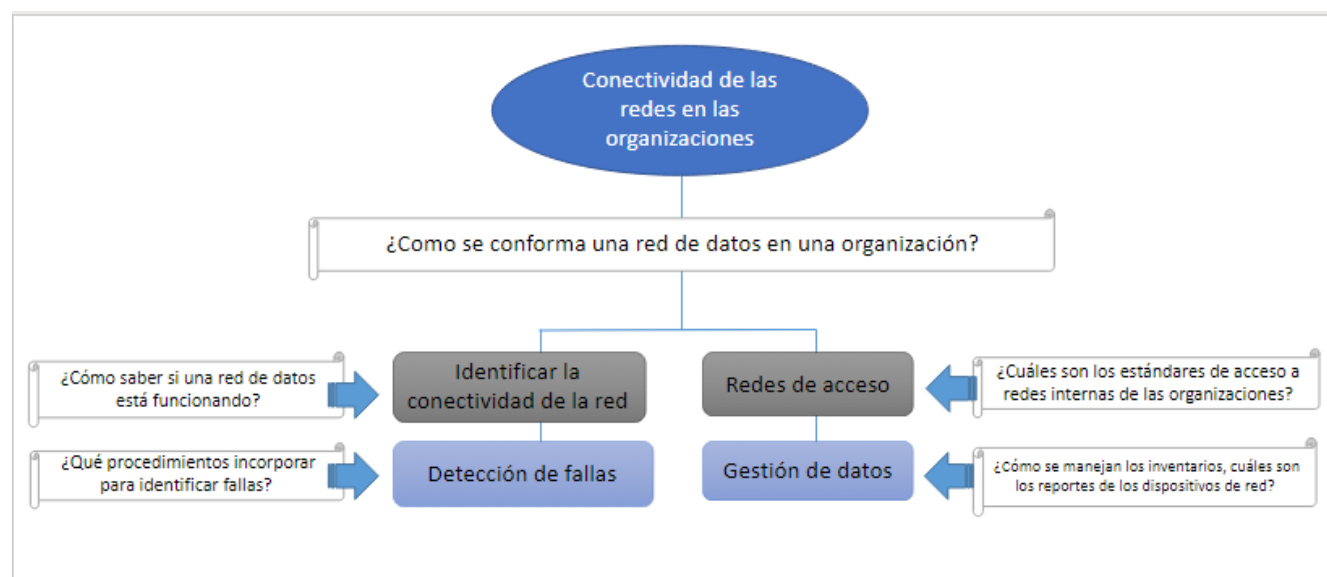 Conectividad de las
redes en las
organizaciones
¿Como se conforma una red de datos en una organización?
¿Cómo saber si una red de datos
está funcionando?
Identificar la
conectividad de la red
Redes de acceso
¿Cuáles son los estándares de acceso a
redes internas de las organizaciones?
¿Qué procedimientos incorporar
para identificar fallas?
Detección de fallas
Gestión de datos
¿Cómo se manejan los inventarios, cuáles son
los reportes de los dispositivos de red?